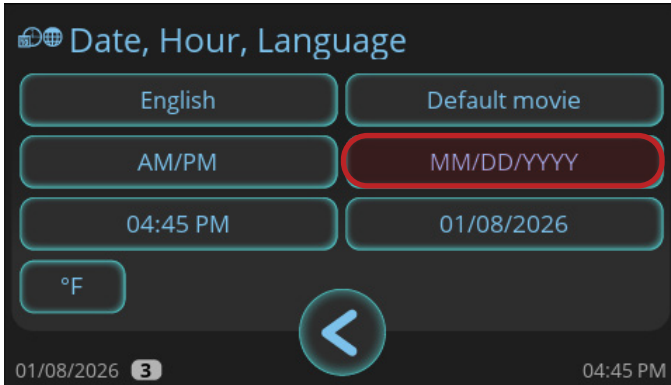 Date, Hour, Language
English
Default movie
AM/PM
MM/DD/YYYY
04:45 PM
01/08/2026
°F
01/08/2026 3
04:45 PM